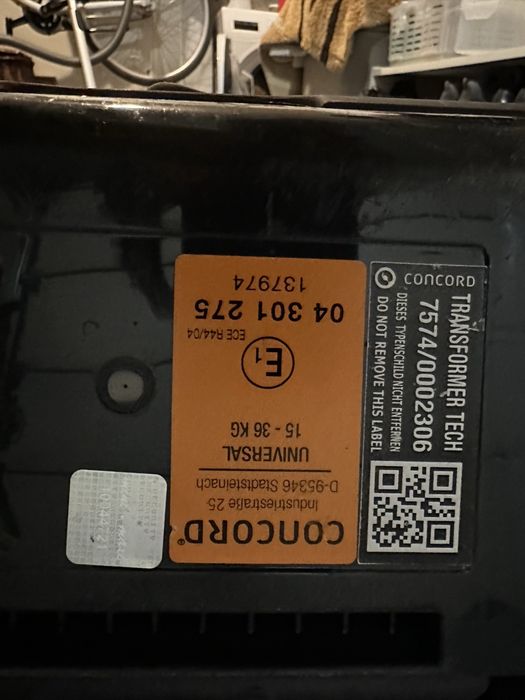 CONCORD®
Industriestraße 25
D-95346 Stadtsteinach
UNIVERSAL
15 - 36 KG
E1
ECE R44/04
04 301 275
137974
CONCORD
TRANSFORMER TECH
7574/0002306
DIESES TYPENSCHILD NICHT ENTFERNEN
DO NOT REMOVE THIS LABEL